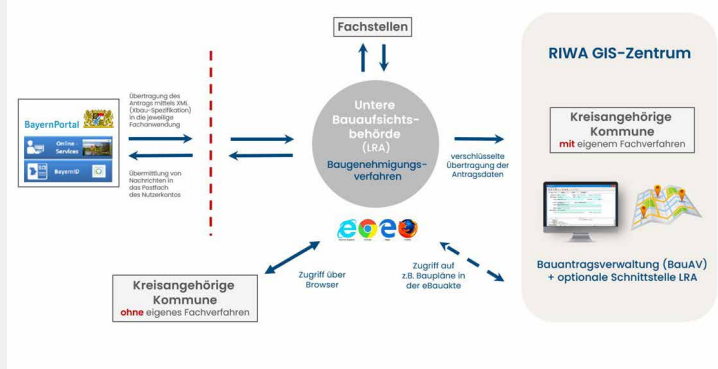 Fachstellen
RIWA GIS-Zentrum
Übertragung des
Antrags mittels XML
(Xbau-Spezifikation)
in die jeweilige
Fachanwendung
BayernPortal
Online-
Services
BayernID
Übermittlung von
Nachrichten in
das Postfach
des Nutzerkontos
Untere
Bauaufsichts-
behörde
(LRA)
Baugenehmigungs-
verfahren
verschlüsselte
Übertragung der
Antragsdaten
Kreisangehörige
Kommune
mit eigenem Fachverfahren
Bauantragsverwaltung (BauAV)
+ optionale Schnittstelle LRA
Zugriff über
Browser
Zugriff auf
z.B. Baupläne in
der eBauakte
Kreisangehörige
Kommune
ohne eigenes Fachverfahren